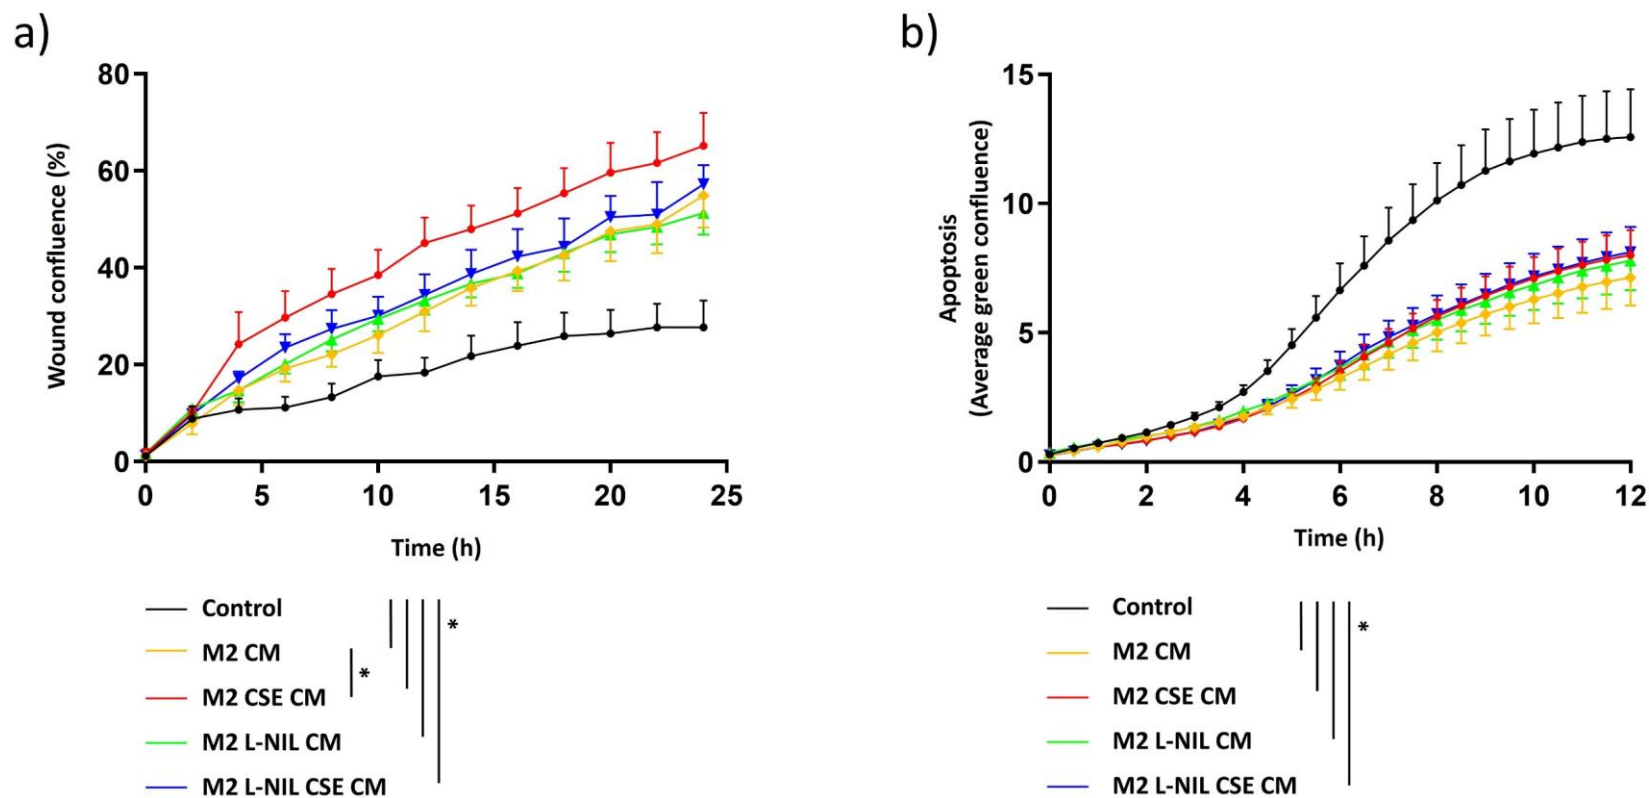 a)
80
60
40
20
0
Wound confluence (%)
0 5 10 15 20 25
Time (h)
Control
M2 CM
M2 CSE CM
M2 L-NIL CM
M2 L-NIL CSE CM
*
*
b)
15
10
5
0
Apoptosis
(Average green confluence)
0 2 4 6 8 10 12
Time (h)
Control
M2 CM
M2 CSE CM
M2 L-NIL CM
M2 L-NIL CSE CM
*